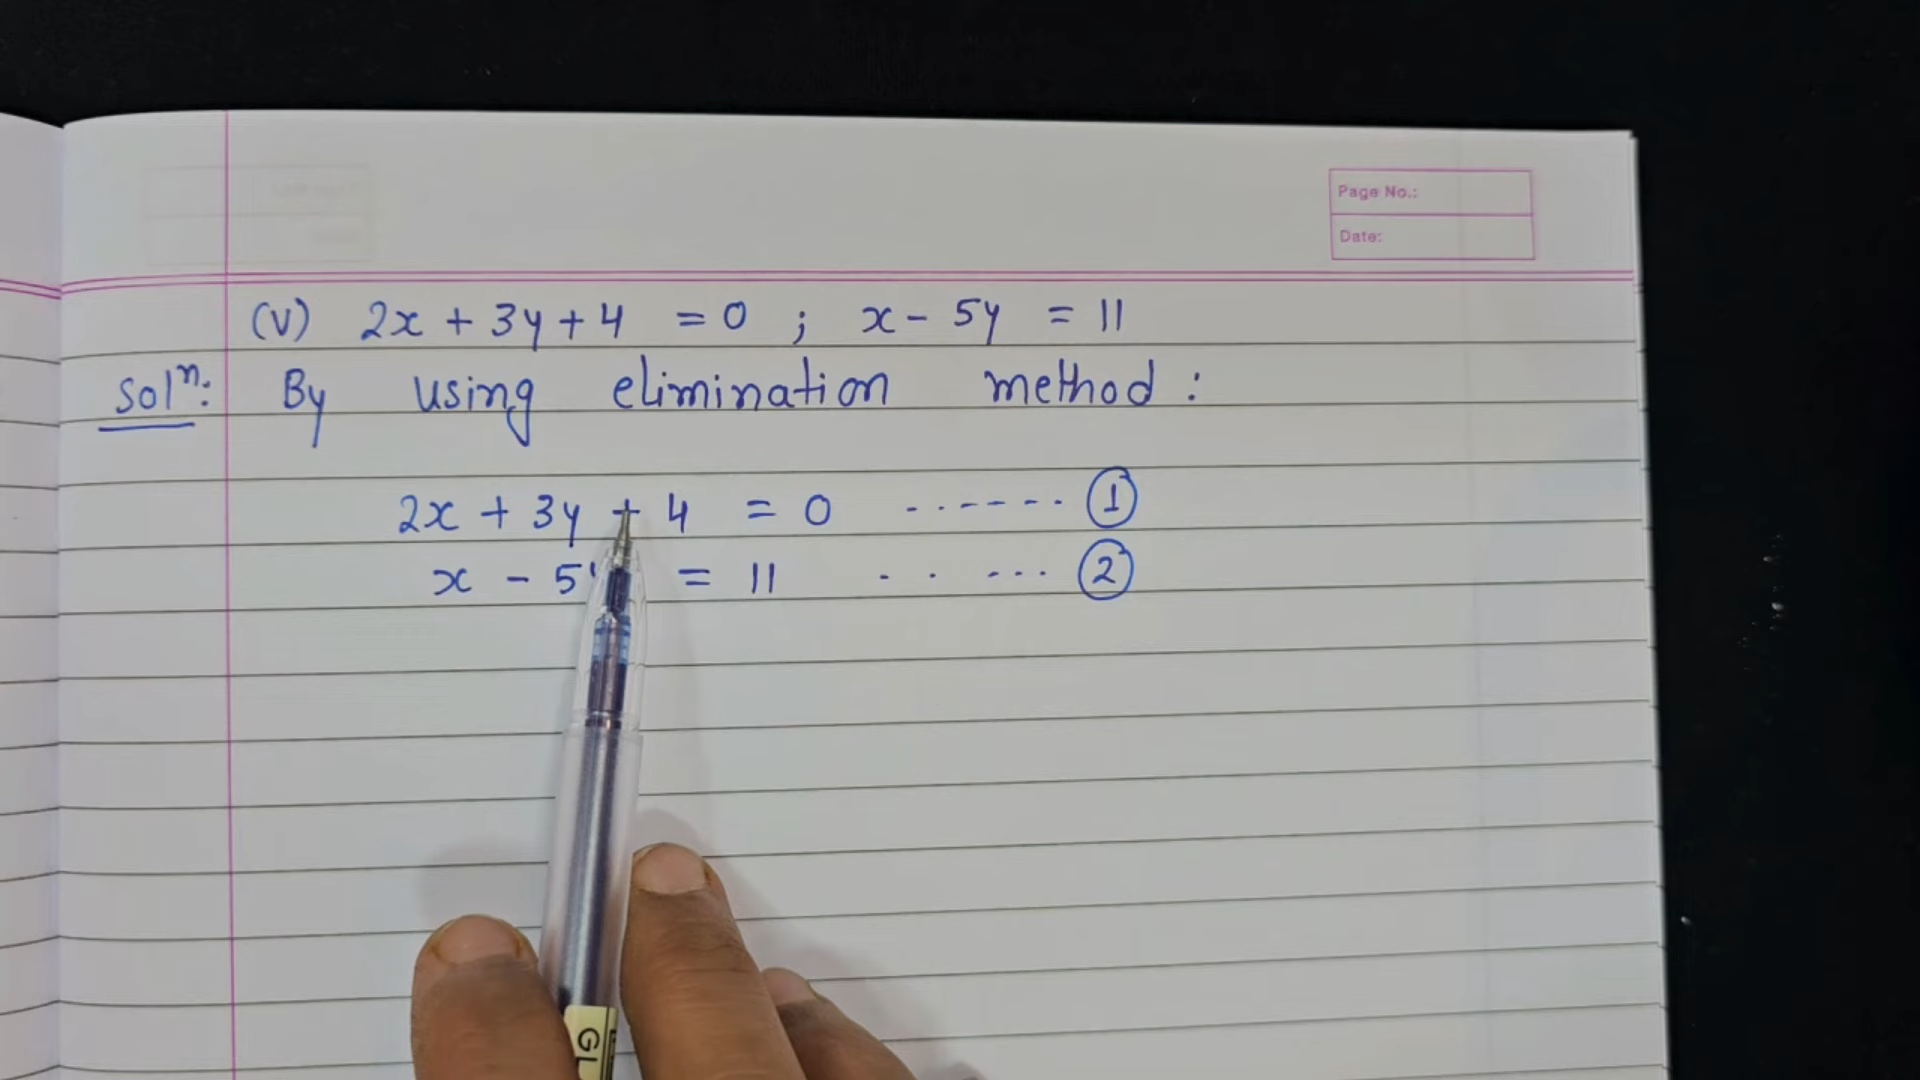 Page No.:
Date:
(V) 2x + 3y + 4 = 0 ; x - 5y = 11
Solⁿ: By using elimination method :
2x + 3y + 4 = 0 ------- ①
x - 5 = 11 . . --- ②
GL